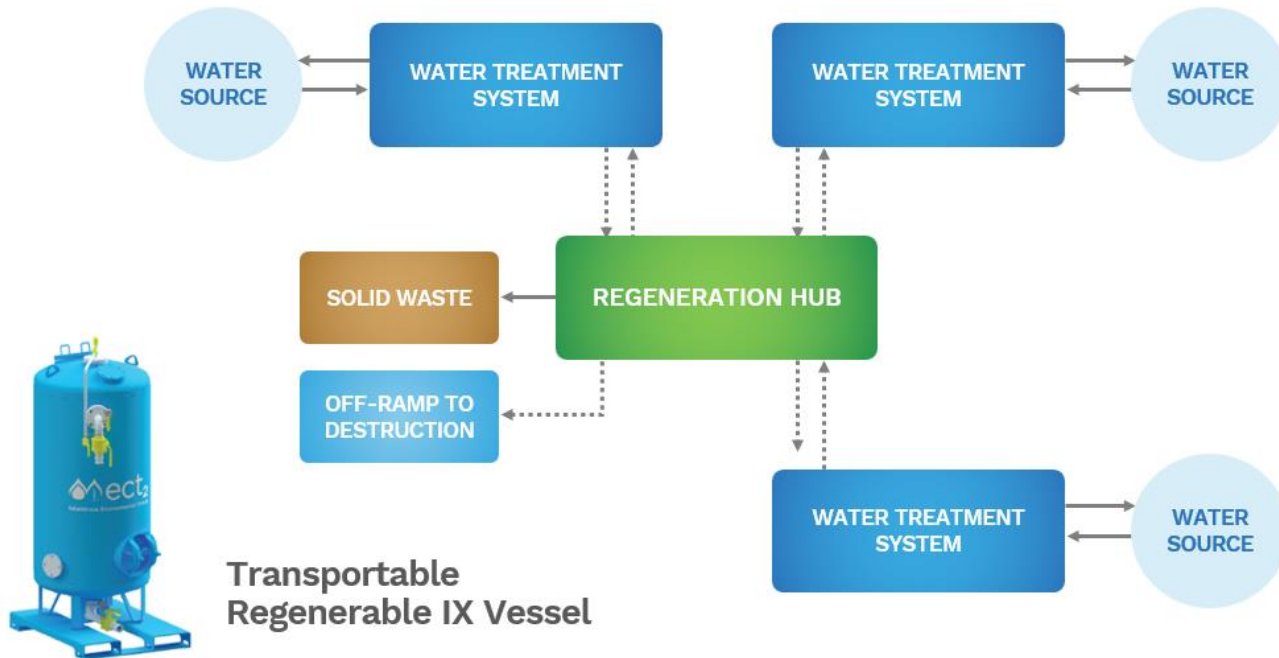 WATER
SOURCE
WATER TREATMENT
SYSTEM
WATER TREATMENT
SYSTEM
WATER
SOURCE
SOLID WASTE
REGENERATION HUB
OFF-RAMP TO
DESTRUCTION
WATER TREATMENT
SYSTEM
WATER
SOURCE
ect₂
Transportable
Regenerable IX Vessel